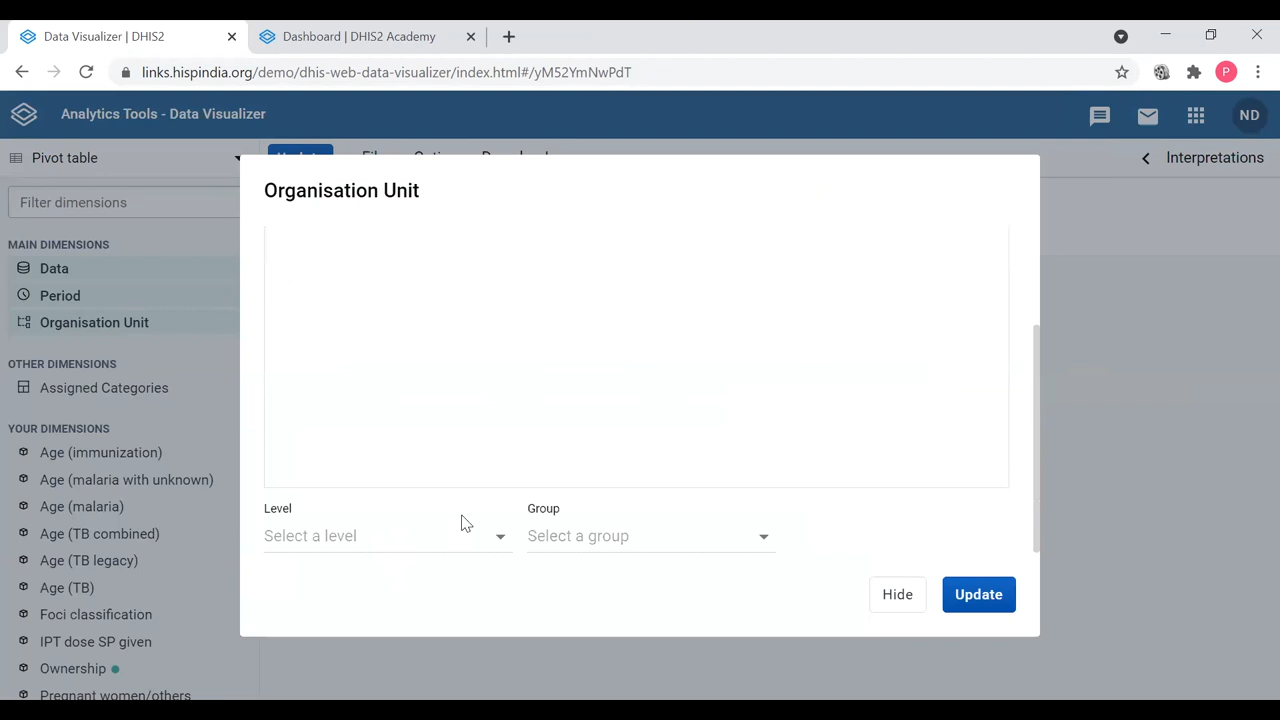 Data Visualizer | DHIS2
Dashboard | DHIS2 Academy
links.hispindia.org/demo/dhis-web-data-visualizer/index.html#/yM52YmNwPdT
P
Analytics Tools - Data Visualizer
ND
Pivot table
Interpretations
Filter dimensions
Organisation Unit
MAIN DIMENSIONS
Data
Period
Organisation Unit
OTHER DIMENSIONS
Assigned Categories
YOUR DIMENSIONS
Age (immunization)
Age (malaria with unknown)
Age (malaria)
Age (TB combined)
Age (TB legacy)
Age (TB)
Foci classification
IPT dose SP given
Ownership
Pregnant women/others
Level
Group
Select a level
Select a group
Hide
Update